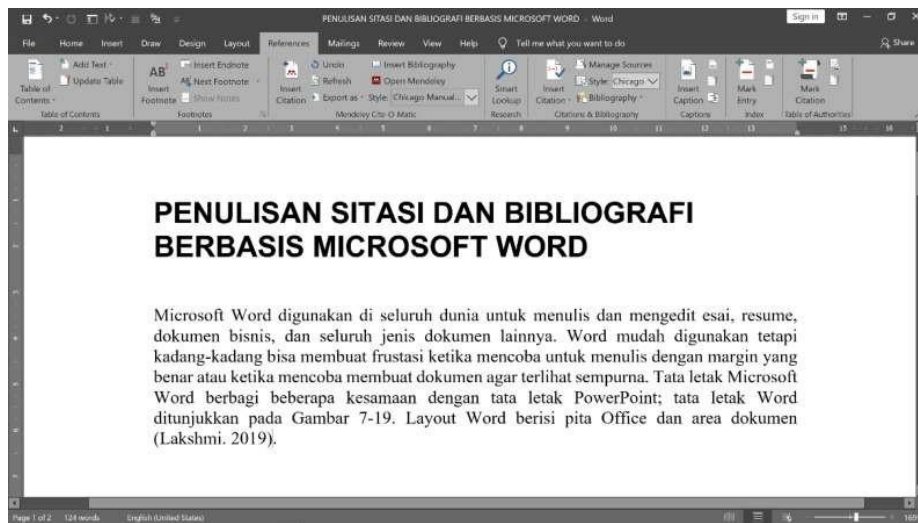 PENULISAN SITASI DAN BIBLIOGRAFI BERBASIS MICROSOFT WORD - Word
Sign in
File Home Insert Draw Design Layout References Mailings Review View Help Tell me what you want to do Share
Table of Contents
Add Text
Update Table
Table of Contents
AB
Insert Footnote
Insert Endnote
Next Footnote
Show Notes
Footnotes
Insert Citation
Undo
Refresh
Export as
Insert Bibliography
Open Mendeley
Style: Chicago Manual...
Mendeley Cite-O-Matic
Smart Lookup
Research
Insert Citation
Manage Sources
Style: Chicago
Bibliography
Citations & Bibliography
Insert Caption
Captions
Mark Entry
Index
Mark Citation
Table of Authorities
PENULISAN SITASI DAN BIBLIOGRAFI
BERBASIS MICROSOFT WORD
Microsoft Word digunakan di seluruh dunia untuk menulis dan mengedit esai, resume,
dokumen bisnis, dan seluruh jenis dokumen lainnya. Word mudah digunakan tetapi
kadang-kadang bisa membuat frustasi ketika mencoba untuk menulis dengan margin yang
benar atau ketika mencoba membuat dokumen agar terlihat sempurna. Tata letak Microsoft
Word berbagi beberapa kesamaan dengan tata letak PowerPoint; tata letak Word
ditunjukkan pada Gambar 7-19. Layout Word berisi pita Office dan area dokumen
(Lakshmi. 2019).
Page 1 of 2 124 words English (United States)